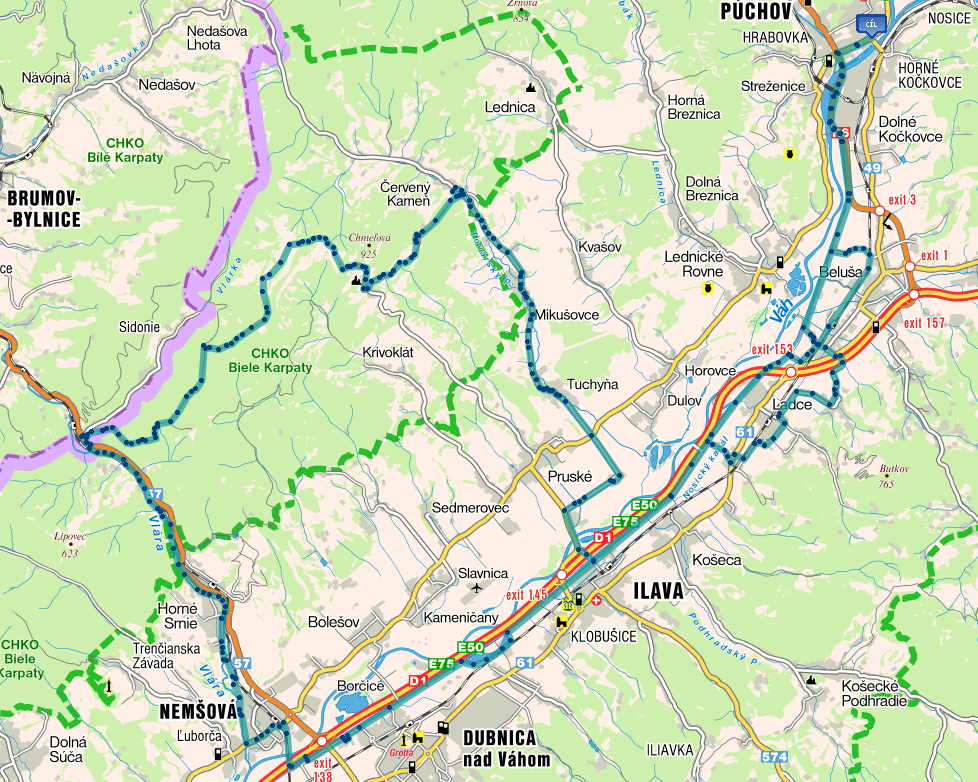 Zrnova
854
PÚCHOV
CÍL
NOSICE
HRABOVKA
Nedašova
Lhota
Nedašovka
Návojná
Nedašov
HORNÉ
KOČKOVCE
Streženice
Lednica
Horná
Breznica
Dolné
Kočkovce
CHKO
Bílé Karpaty
49
Lednica
Dolná
Breznica
BRUMOV-
-BYLNICE
Červený
Kameň
exit 3
Chmeľová
925
Kvašov
Lednické
Rovne
exit 1
Beluša
Vlárka
Váh
Sidonie
Mikušovce
exit 157
exit 153
CHKO
Biele Karpaty
Krivoklát
Horovce
Tuchyňa
Dulov
Ladce
61
Nosický kanál
Butkov
765
Pruské
57
Vlára
E50
E75
D1
Sedmerovec
Lipovec
623
Košeca
Slavnica
exit 145
ILAVA
Horné
Srnie
Kameničany
Bolešov
KLOBUŠICE
Podhradský p.
CHKO
Biele
Karpaty
Trenčianska
Závada
E50
E75
D1
61
57
Vlára
Borčice
Košecké
Podhradie
NEMŠOVÁ
Ľuborča
DUBNICA
nad Váhom
Dolná
Súča
Grotta
ILIAVKA
574
exit
138